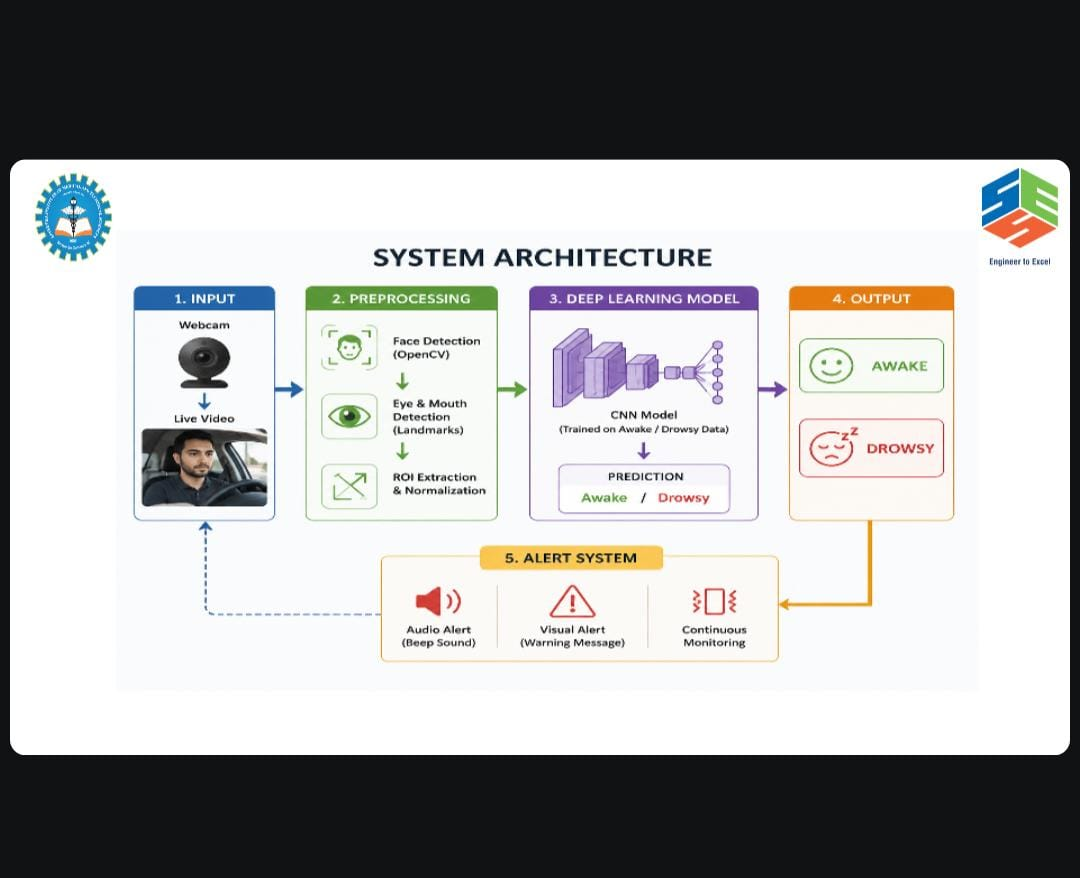 SYSTEM ARCHITECTURE
Engineer to Excel
1. INPUT
Webcam
Live Video
2. PREPROCESSING
Face Detection
(OpenCV)
Eye & Mouth
Detection
(Landmarks)
ROI Extraction
& Normalization
3. DEEP LEARNING MODEL
CNN Model
(Trained on Awake / Drowsy Data)
PREDICTION
Awake / Drowsy
4. OUTPUT
AWAKE
zzZ
DROWSY
5. ALERT SYSTEM
Audio Alert
(Beep Sound)
Visual Alert
(Warning Message)
Continuous
Monitoring